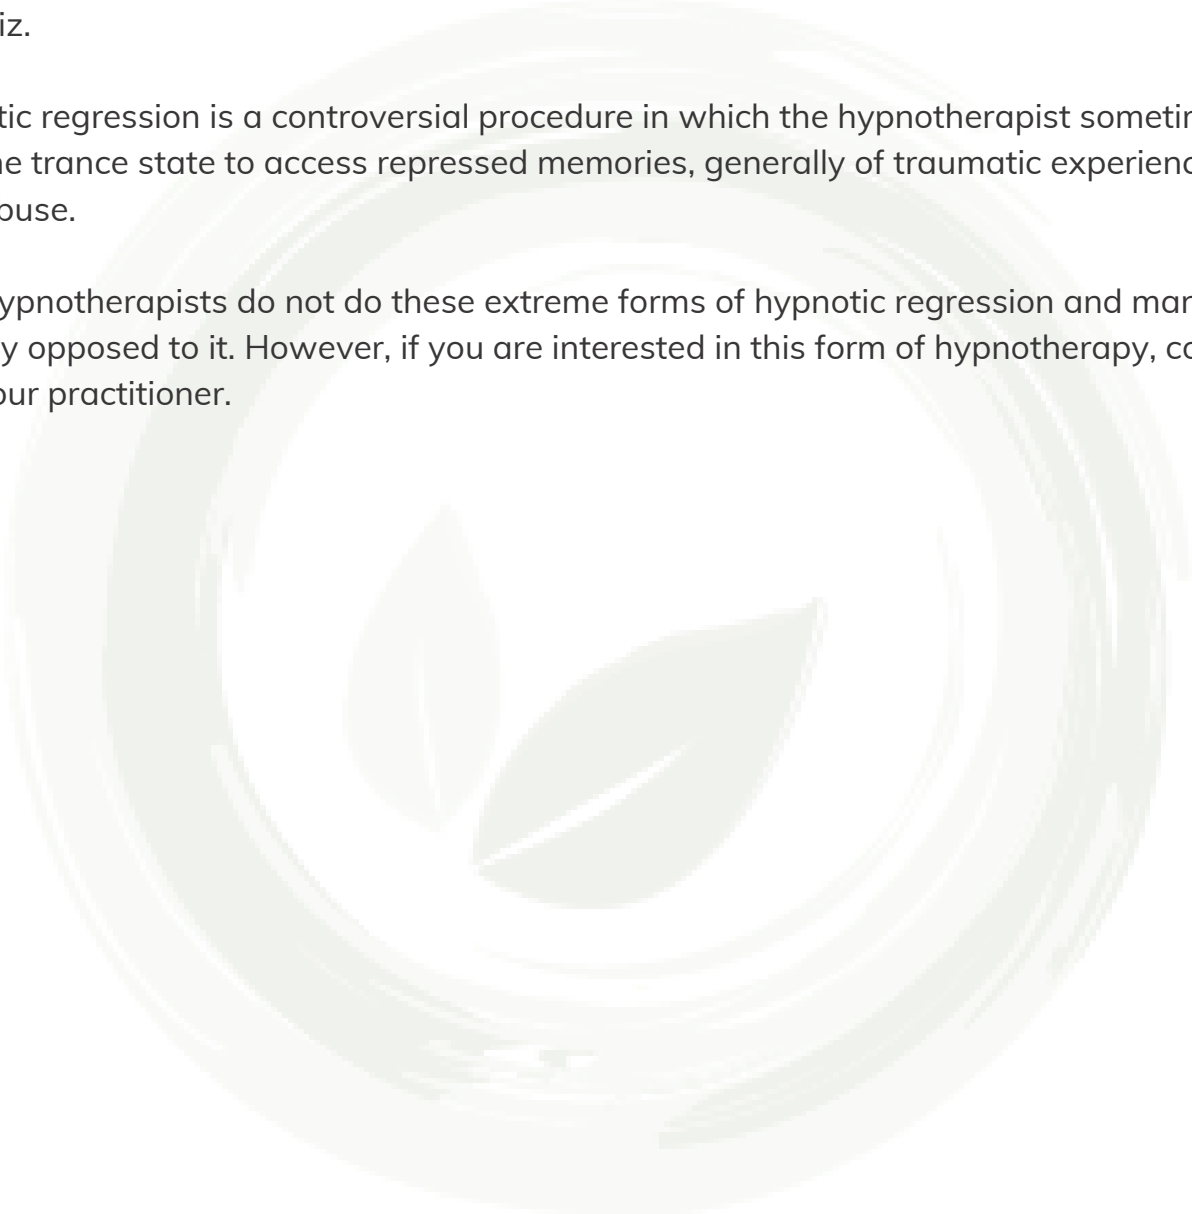 iz.
tic regression is a controversial procedure in which the hypnotherapist sometin
ne trance state to access repressed memories, generally of traumatic experienc
buse.
ypnotherapists do not do these extreme forms of hypnotic regression and mar
y opposed to it. However, if you are interested in this form of hypnotherapy, co
our practitioner.